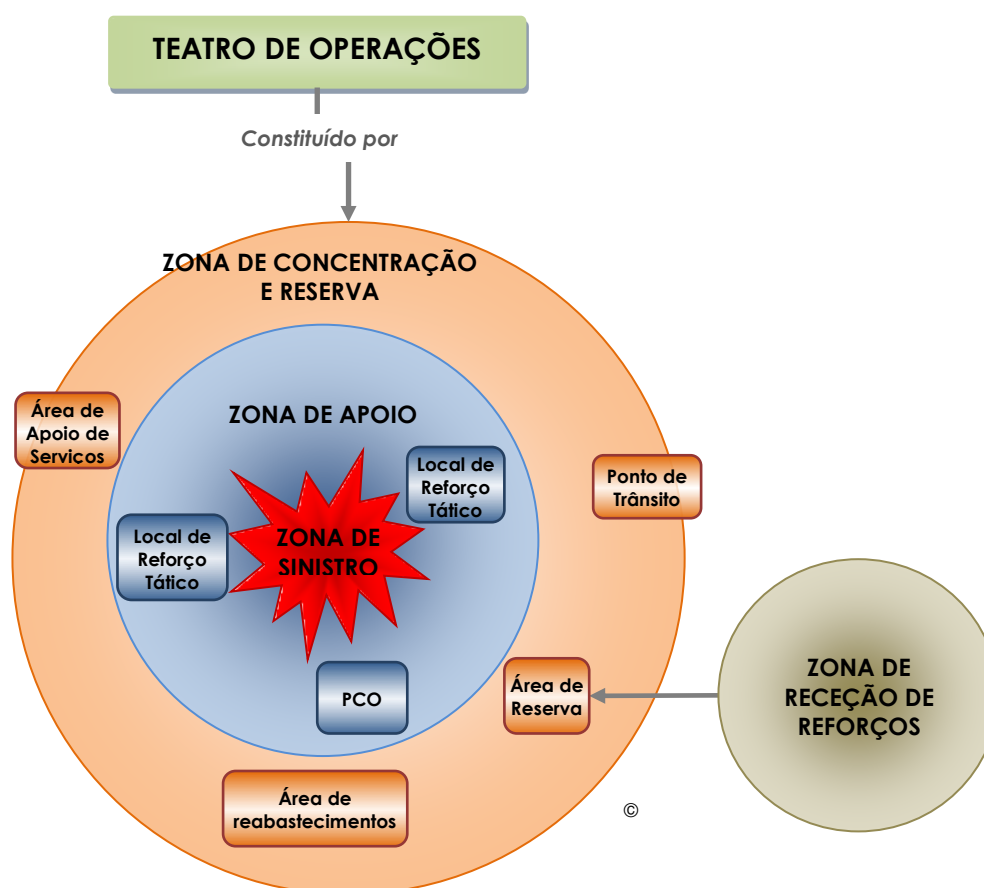 TEATRO DE OPERAÇÕES
Constituído por
ZONA DE CONCENTRAÇÃO
E RESERVA
Área de
Apoio de
Serviços
ZONA DE APOIO
Local de
Reforço
Tático
Ponto de
Trânsito
Local de
Reforço
Tático
ZONA DE
SINISTRO
PCO
Área de
Reserva
ZONA DE
RECEÇÃO DE
REFORÇOS
Área de
reabastecimentos
©